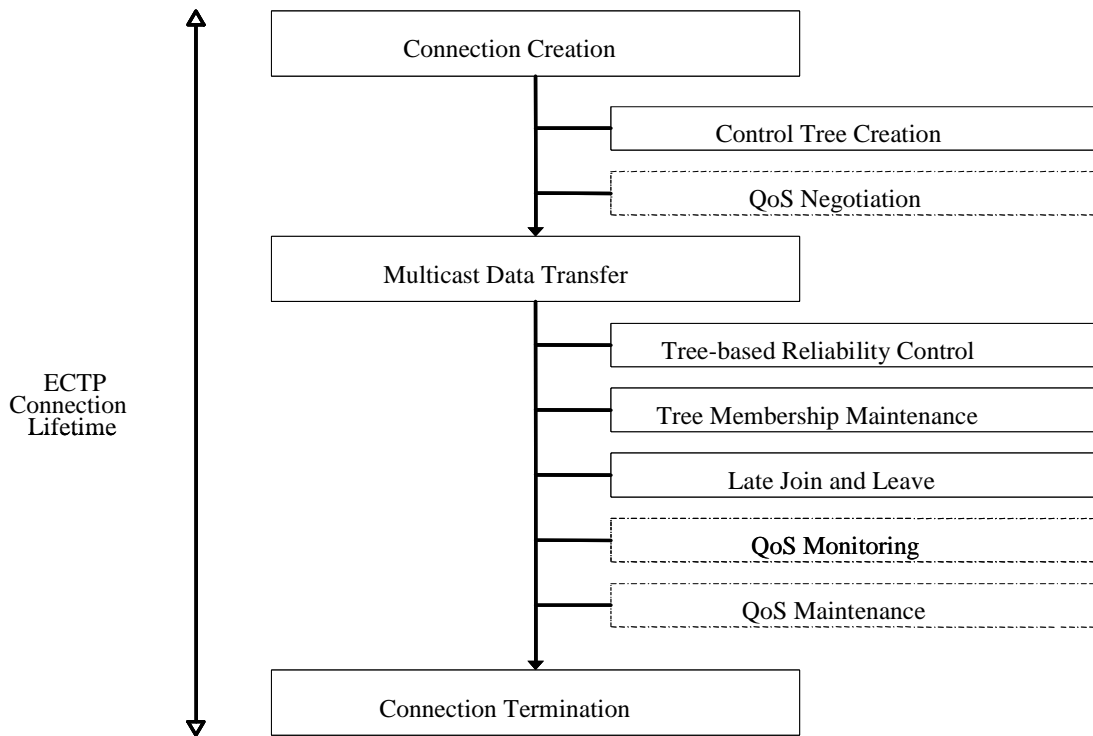 Connection Creation
Control Tree Creation
QoS Negotiation
Multicast Data Transfer
Tree-based Reliability Control
ECTP
Connection
Lifetime
Tree Membership Maintenance
Late Join and Leave
QoS Monitoring
QoS Maintenance
Connection Termination